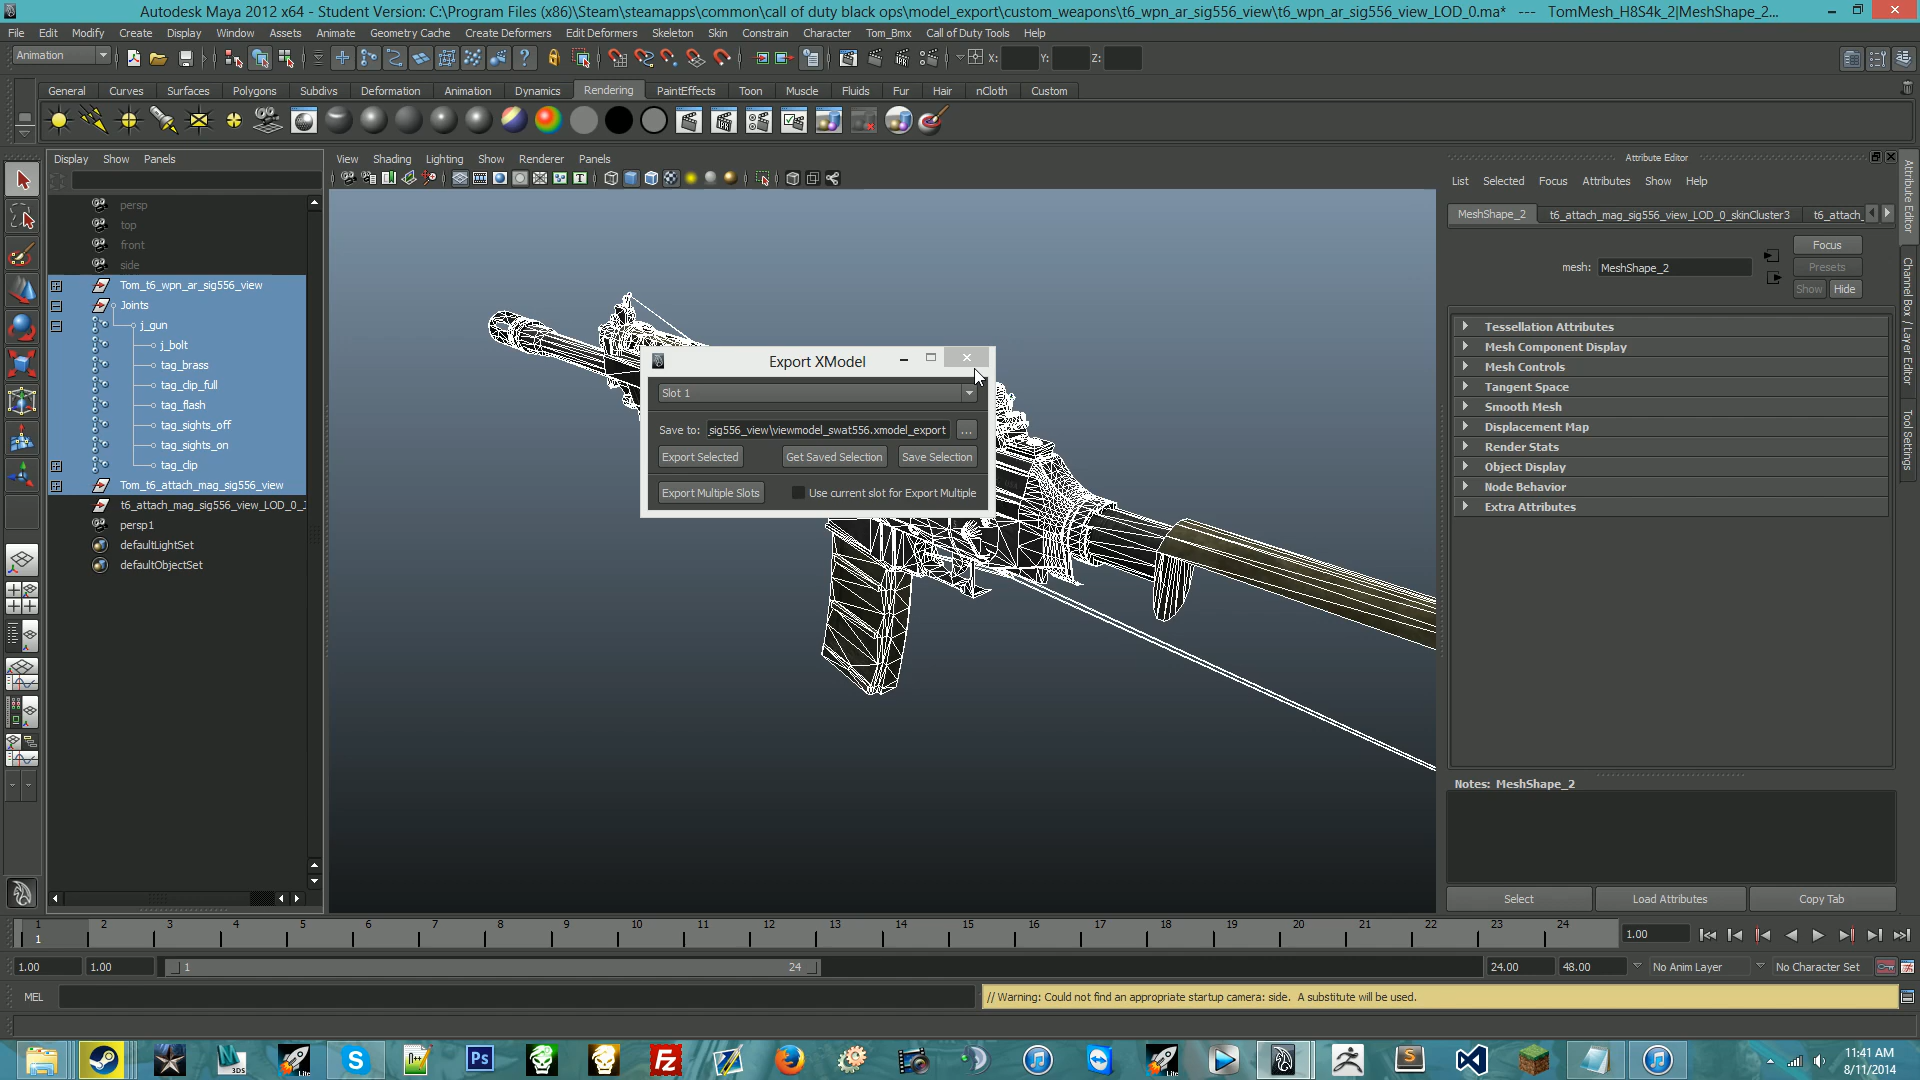 Autodesk Maya 2012 x64 - Student Version: C:\Program Files (x86)\Steam\steamapps\common\call of duty black ops\model_export\custom_weapons\t6_wpn_ar_sig556_view\t6_wpn_ar_sig556_view_LOD_0.ma* --- TomMesh_H8S4k_2|MeshShape_2...
File Edit Modify Create Display Window Assets Animate Geometry Cache Create Deformers Edit Deformers Skeleton Skin Constrain Character Tom_Bmx Call of Duty Tools Help
Animation X: Y: Z:
General Curves Surfaces Polygons Subdivs Deformation Animation Dynamics Rendering PaintEffects Toon Muscle Fluids Fur Hair nCloth Custom
Display Show Panels
View Shading Lighting Show Renderer Panels
Attribute Editor
List Selected Focus Attributes Show Help
MeshShape_2 t6_attach_mag_sig556_view_LOD_0_skinCluster3 t6_attach_
mesh: MeshShape_2
Focus
Presets
Show Hide
persp
top
front
side
Tom_t6_wpn_ar_sig556_view
Joints
j_gun
j_bolt
tag_brass
tag_clip_full
tag_flash
tag_sights_off
tag_sights_on
tag_clip
Tom_t6_attach_mag_sig556_view
t6_attach_mag_sig556_view_LOD_0_
persp1
defaultLightSet
defaultObjectSet
Export XModel
Slot 1
Save to: _sig556_view\viewmodel_swat556.xmodel_export ...
Export Selected Get Saved Selection Save Selection
Export Multiple Slots Use current slot for Export Multiple
Tessellation Attributes
Mesh Component Display
Mesh Controls
Tangent Space
Smooth Mesh
Displacement Map
Render Stats
Object Display
Node Behavior
Extra Attributes
Notes: MeshShape_2
Select Load Attributes Copy Tab
Attribute Editor
Channel Box / Layer Editor
Tool Settings
1 2 3 4 5 6 7 8 9 10 11 12 13 14 15 16 17 18 19 20 21 22 23 24
1
1.00
1.00 1.00 1 24 24.00 48.00 No Anim Layer No Character Set
MEL // Warning: Could not find an appropriate startup camera: side. A substitute will be used.
11:41 AM
8/11/2014